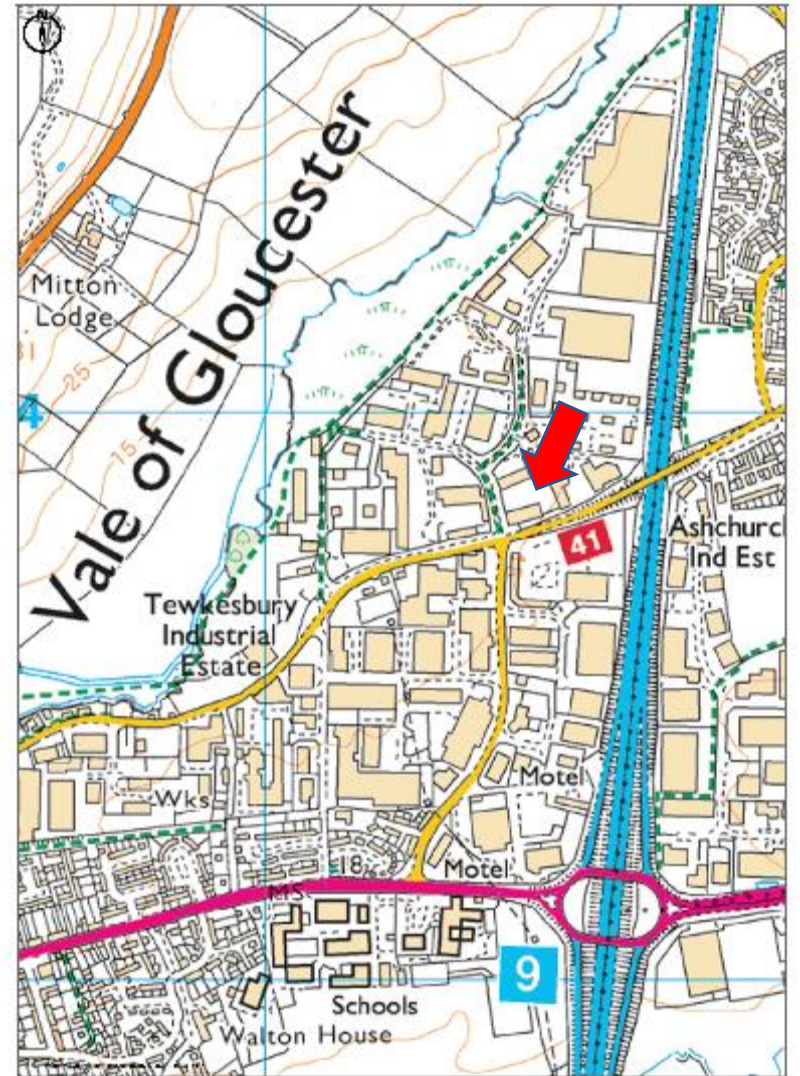 N
Vale of Gloucester
Mitton
Lodge
25
15
4
41
Ashchurc
Ind Est
Tewkesbury
Industrial
Estate
Motel
Wks
18
Motel
MS
9
Schools
Walton House